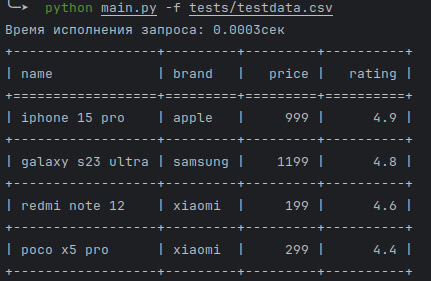 ╰─➤ python main.py -f tests/testdata.csv
Время исполнения запроса: 0.0003сек
+------------------+---------+---------+----------+
| name             | brand   |   price |   rating |
+==================+=========+=========+==========+
| iphone 15 pro    | apple   |     999 |      4.9 |
+------------------+---------+---------+----------+
| galaxy s23 ultra | samsung |    1199 |      4.8 |
+------------------+---------+---------+----------+
| redmi note 12    | xiaomi  |     199 |      4.6 |
+------------------+---------+---------+----------+
| poco x5 pro      | xiaomi  |     299 |      4.4 |
+------------------+---------+---------+----------+